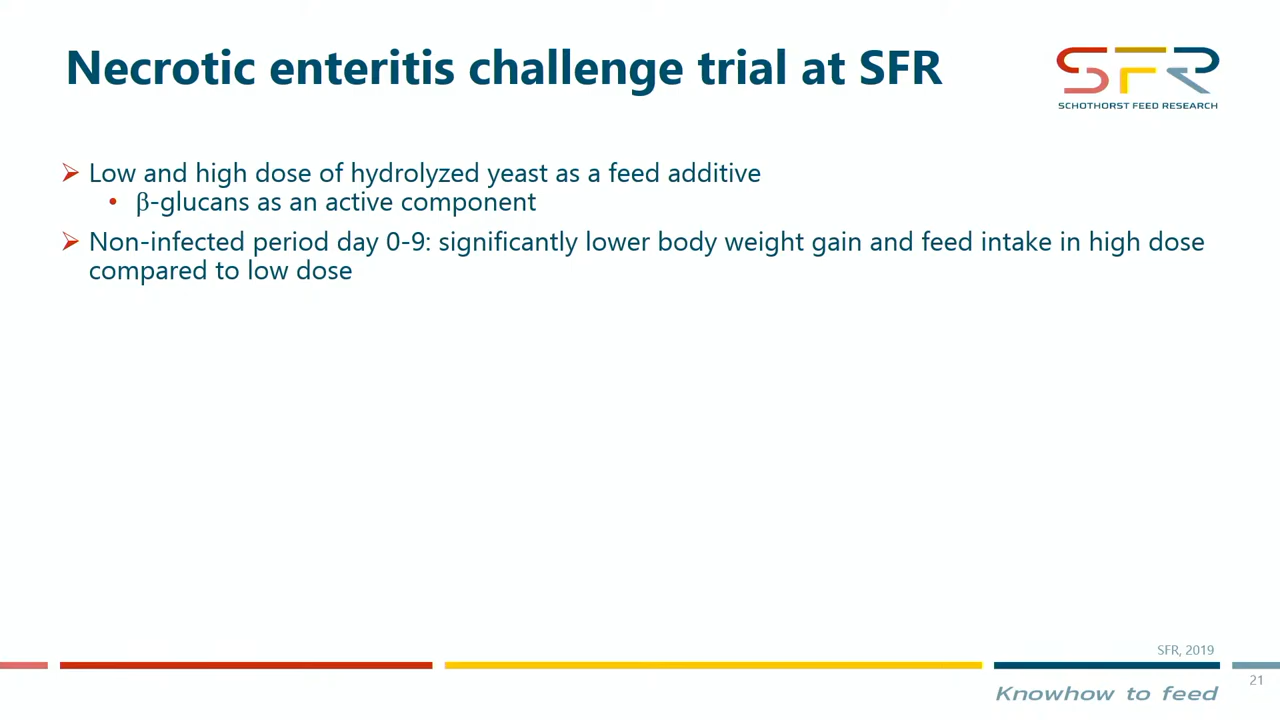 Necrotic enteritis challenge trial at SFR
SFR
SCHOTHORST FEED RESEARCH
Low and high dose of hydrolyzed yeast as a feed additive
• β-glucans as an active component
Non-infected period day 0-9: significantly lower body weight gain and feed intake in high dose
compared to low dose
SFR, 2019
21
Knowhow to feed